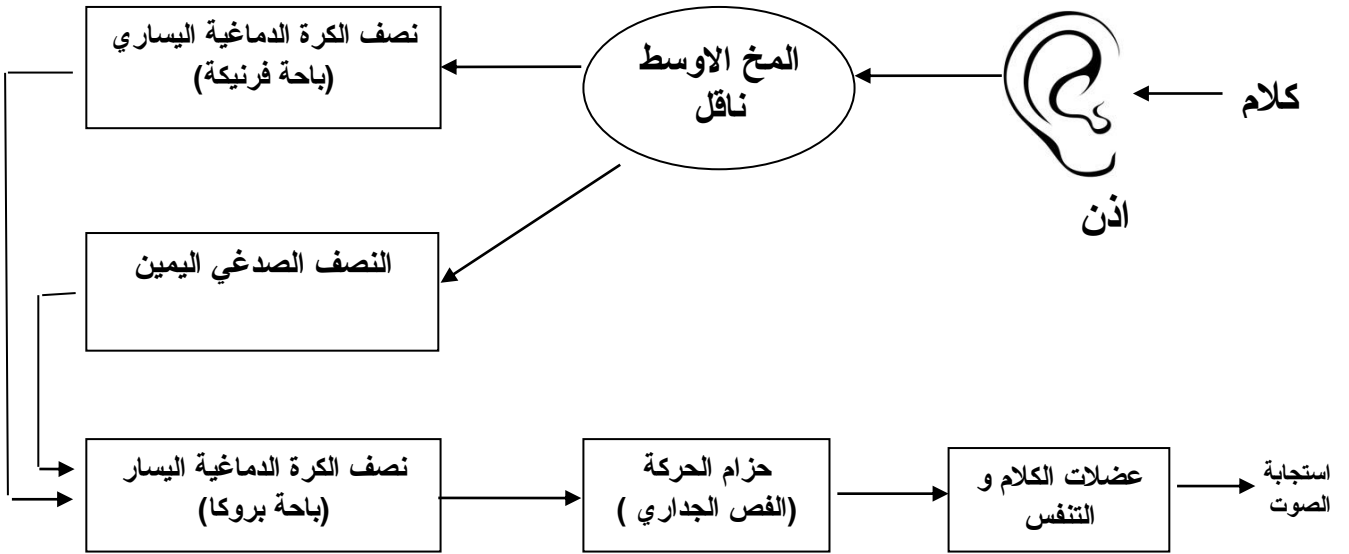 كلام
اذن
المخ الاوسط
ناقل
نصف الكرة الدماغية اليساري
(باحة فرنيكة)
النصف الصدغي اليمين
نصف الكرة الدماغية اليسار
(باحة بروكا)
حزام الحركة
(الفص الجداري )
عضلات الكلام و
التنفس
استجابة
الصوت